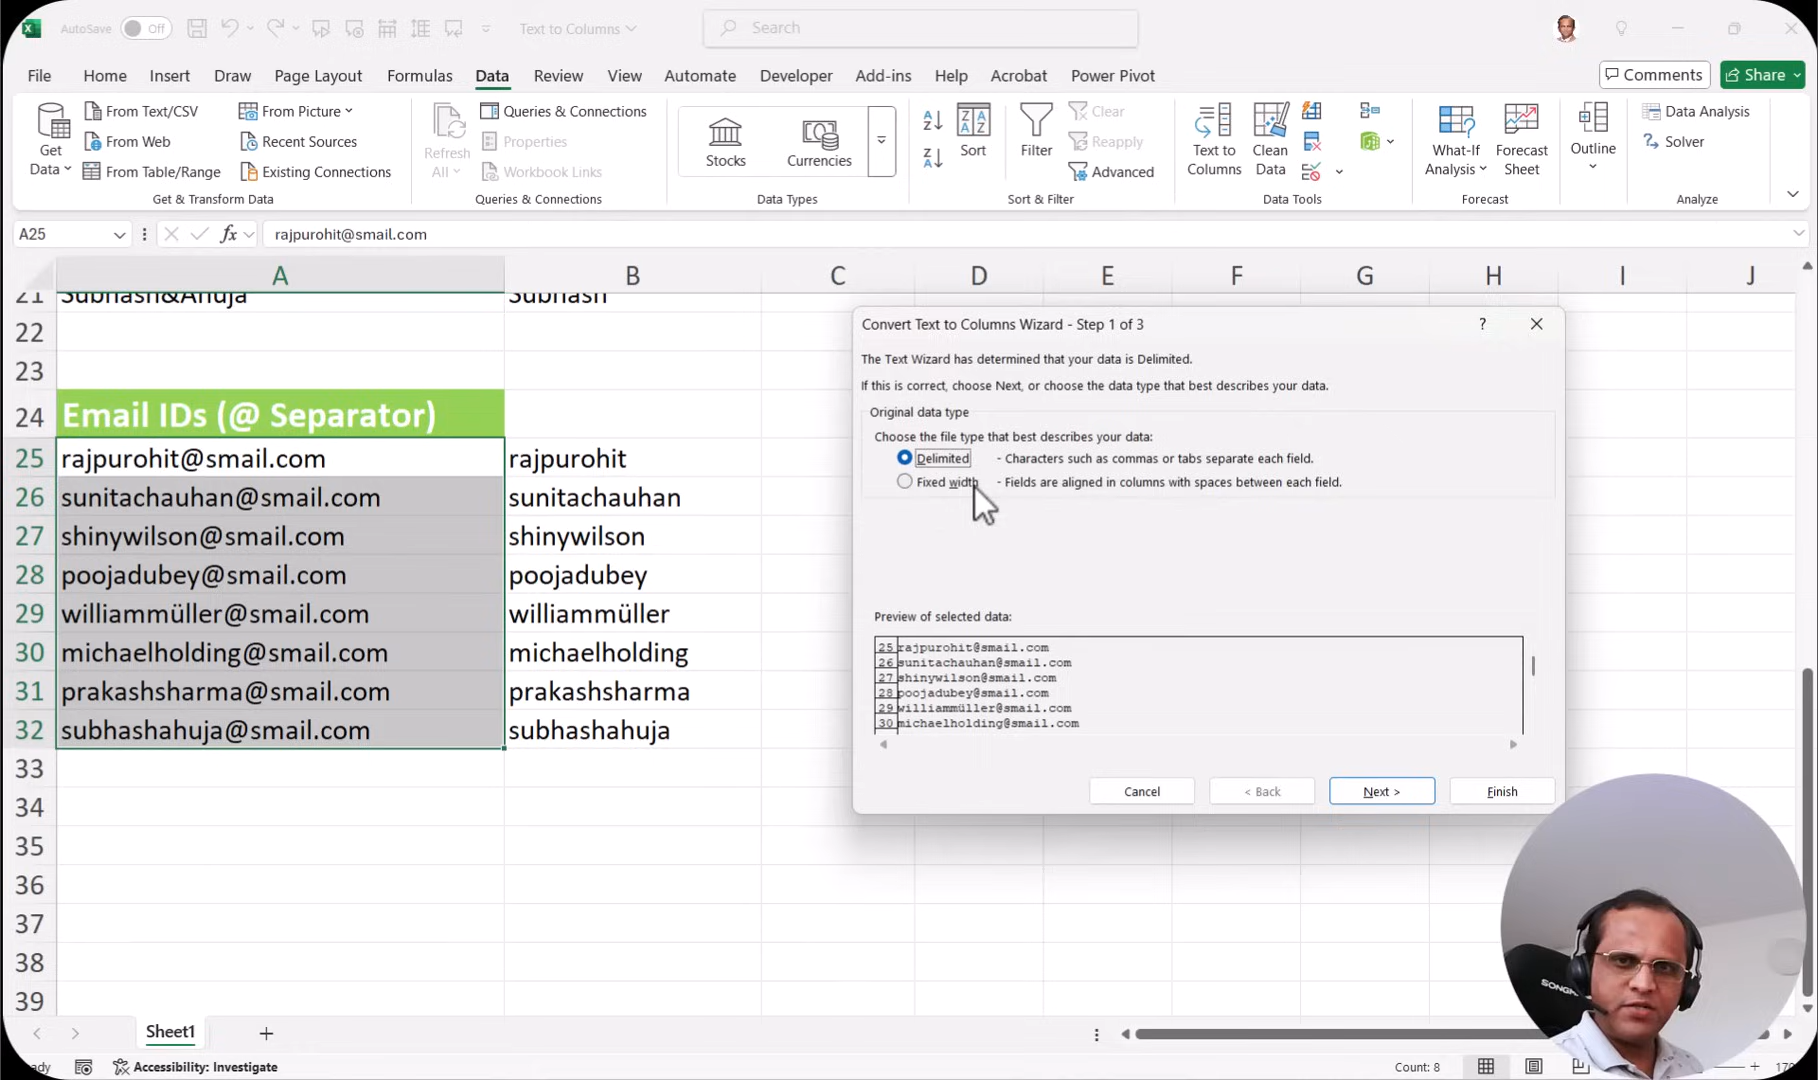 AutoSave Off Text to Columns Search
File Home Insert Draw Page Layout Formulas Data Review View Automate Developer Add-ins Help Acrobat Power Pivot Comments Share
Get Data
From Text/CSV
From Web
From Table/Range
From Picture
Recent Sources
Existing Connections
Get & Transform Data
Refresh All
Queries & Connections
Properties
Workbook Links
Queries & Connections
Stocks Currencies
Data Types
Sort
Filter
Clear
Reapply
Advanced
Sort & Filter
Text to Columns
Clean Data
Data Tools
What-If Analysis
Forecast Sheet
Forecast
Outline
Data Analysis
Solver
Analyze
A25 fx rajpurohit@smail.com
A B C D E F G H I J
21 Subhash&Ahuja Subhash
22
23
24 Email IDs (@ Separator)
25 rajpurohit@smail.com rajpurohit
26 sunitachauhan@smail.com sunitachauhan
27 shinywilson@smail.com shinywilson
28 poojadubey@smail.com poojadubey
29 williammüller@smail.com williammüller
30 michaelholding@smail.com michaelholding
31 prakashsharma@smail.com prakashsharma
32 subhashahuja@smail.com subhashahuja
33
34
35
36
37
38
39
Convert Text to Columns Wizard - Step 1 of 3 ?
The Text Wizard has determined that your data is Delimited.
If this is correct, choose Next, or choose the data type that best describes your data.
Original data type
Choose the file type that best describes your data:
Delimited - Characters such as commas or tabs separate each field.
Fixed width - Fields are aligned in columns with spaces between each field.
Preview of selected data:
25 rajpurohit@smail.com
26 sunitachauhan@smail.com
27 shinywilson@smail.com
28 poojadubey@smail.com
29 williammüller@smail.com
30 michaelholding@smail.com
Cancel < Back Next > Finish
Sheet1
Accessibility: Investigate Count: 8